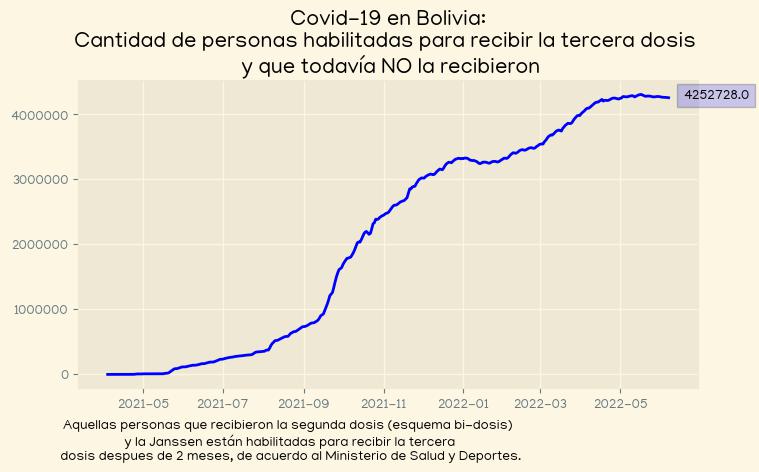 Covid-19 en Bolivia:
Cantidad de personas habilitadas para recibir la tercera dosis
y que todavía NO la recibieron
4252728.0
4000000
3000000
2000000
1000000
0
2021-05 2021-07 2021-09 2021-11 2022-01 2022-03 2022-05
Aquellas personas que recibieron la segunda dosis (esquema bi-dosis)
y la Janssen están habilitadas para recibir la tercera
dosis despues de 2 meses, de acuerdo al Ministerio de Salud y Deportes.